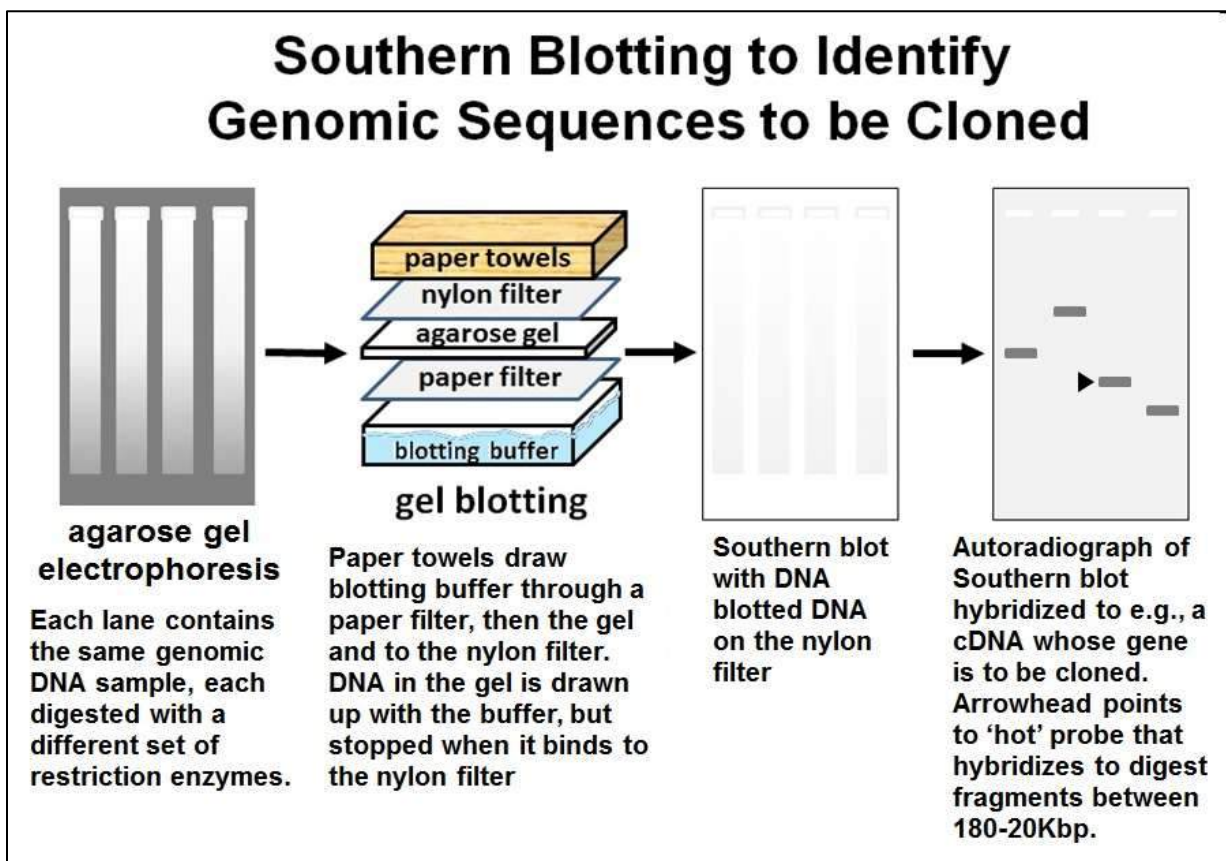 Southern Blotting to Identify
Genomic Sequences to be Cloned
agarose gel
electrophoresis
Each lane contains
the same genomic
DNA sample, each
digested with a
different set of
restriction enzymes.
paper towels
nylon filter
agarose gel
paper filter
blotting buffer
gel blotting
Paper towels draw
blotting buffer through a
paper filter, then the gel
and to the nylon filter.
DNA in the gel is drawn
up with the buffer, but
stopped when it binds to
the nylon filter
Southern blot
with DNA
blotted DNA
on the nylon
filter
Autoradiograph of
Southern blot
hybridized to e.g., a
cDNA whose gene
is to be cloned.
Arrowhead points
to ‘hot’ probe that
hybridizes to digest
fragments between
180-20Kbp.